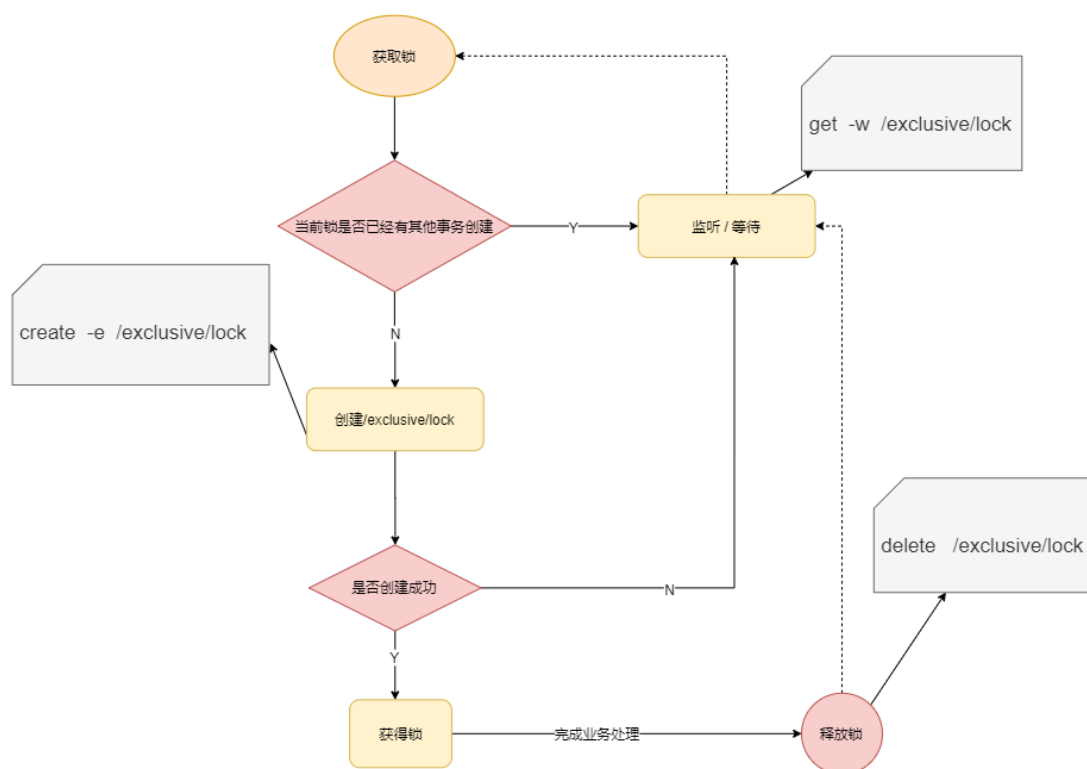 获取锁
get -w /exclusive/lock
当前锁是否已经有其他事务创建
Y
监听 / 等待
create -e /exclusive/lock
N
创建/exclusive/lock
是否创建成功
N
delete /exclusive/lock
Y
获得锁
完成业务处理
释放锁